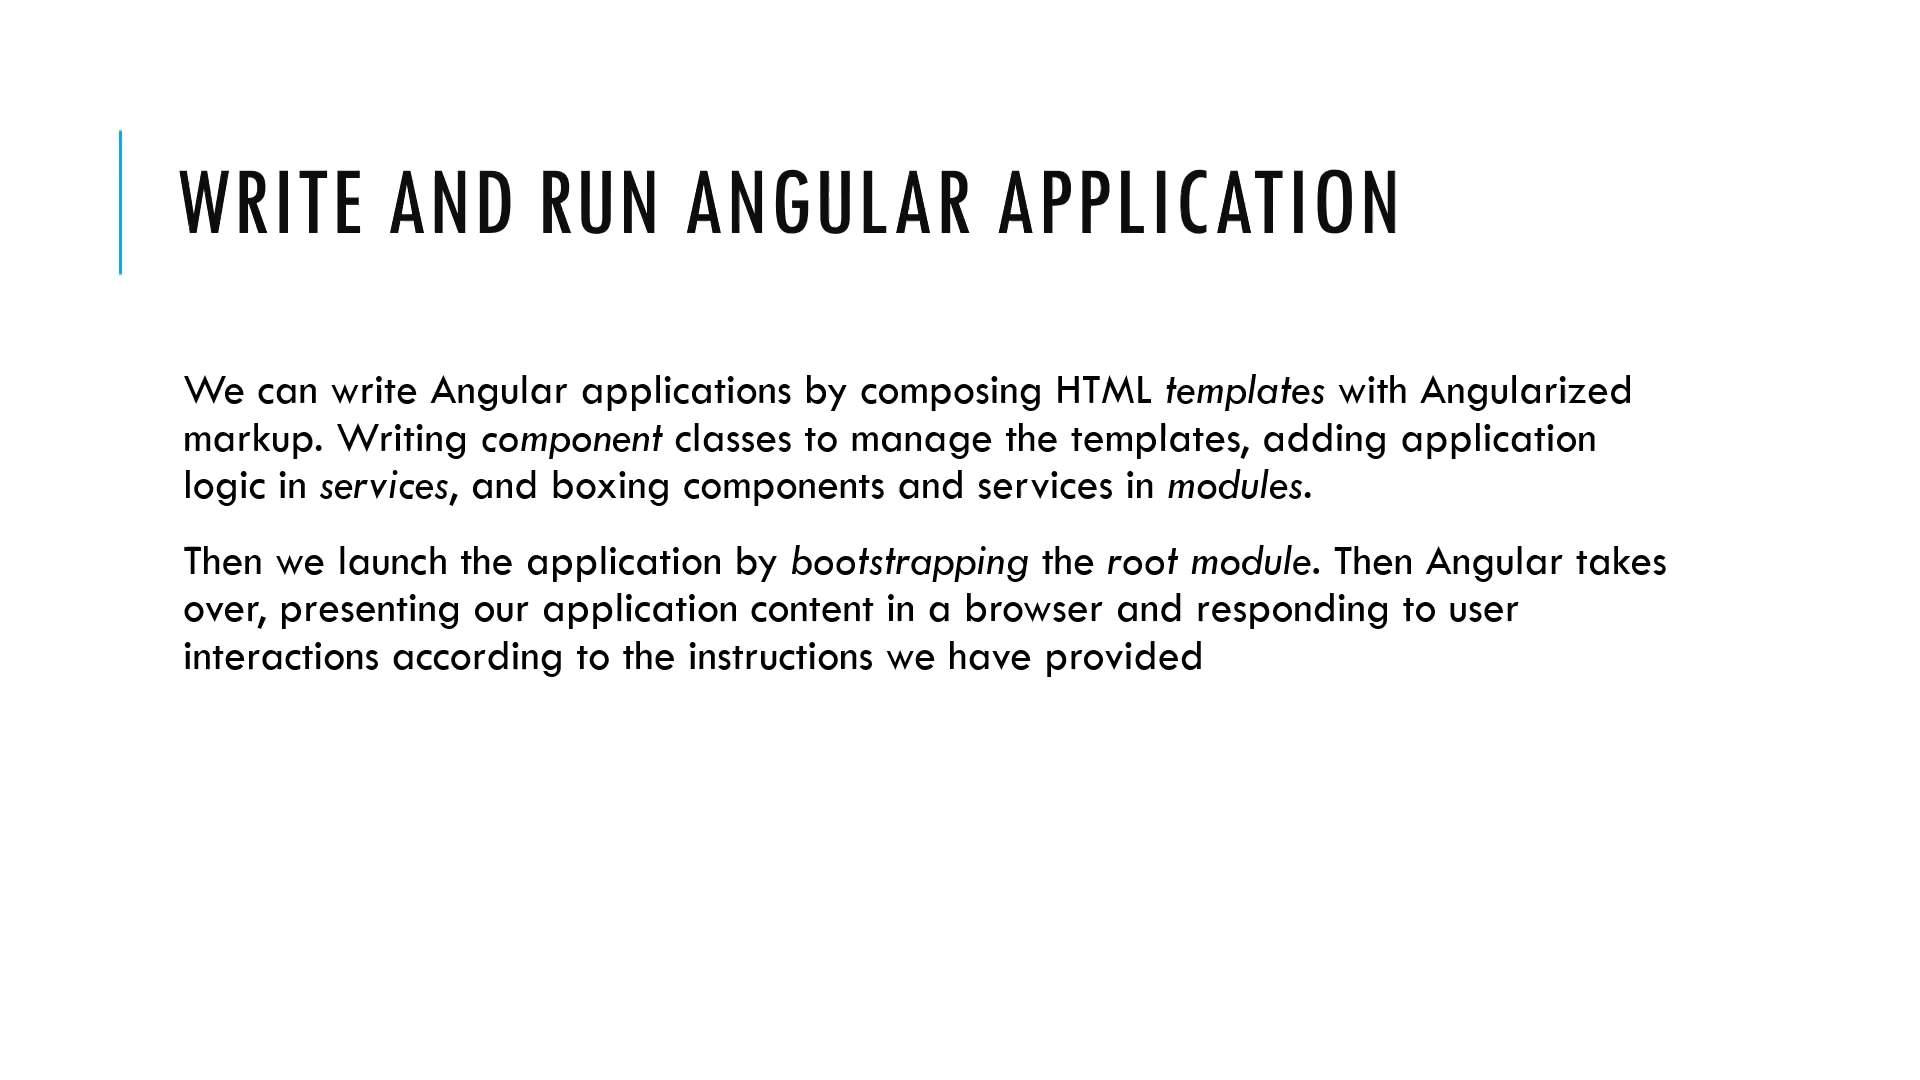 WRITE AND RUN ANGULAR APPLICATION
We can write Angular applications by composing HTML templates with Angularized
markup. Writing component classes to manage the templates, adding application
logic in services, and boxing components and services in modules.
Then we launch the application by bootstrapping the root module. Then Angular takes
over, presenting our application content in a browser and responding to user
interactions according to the instructions we have provided